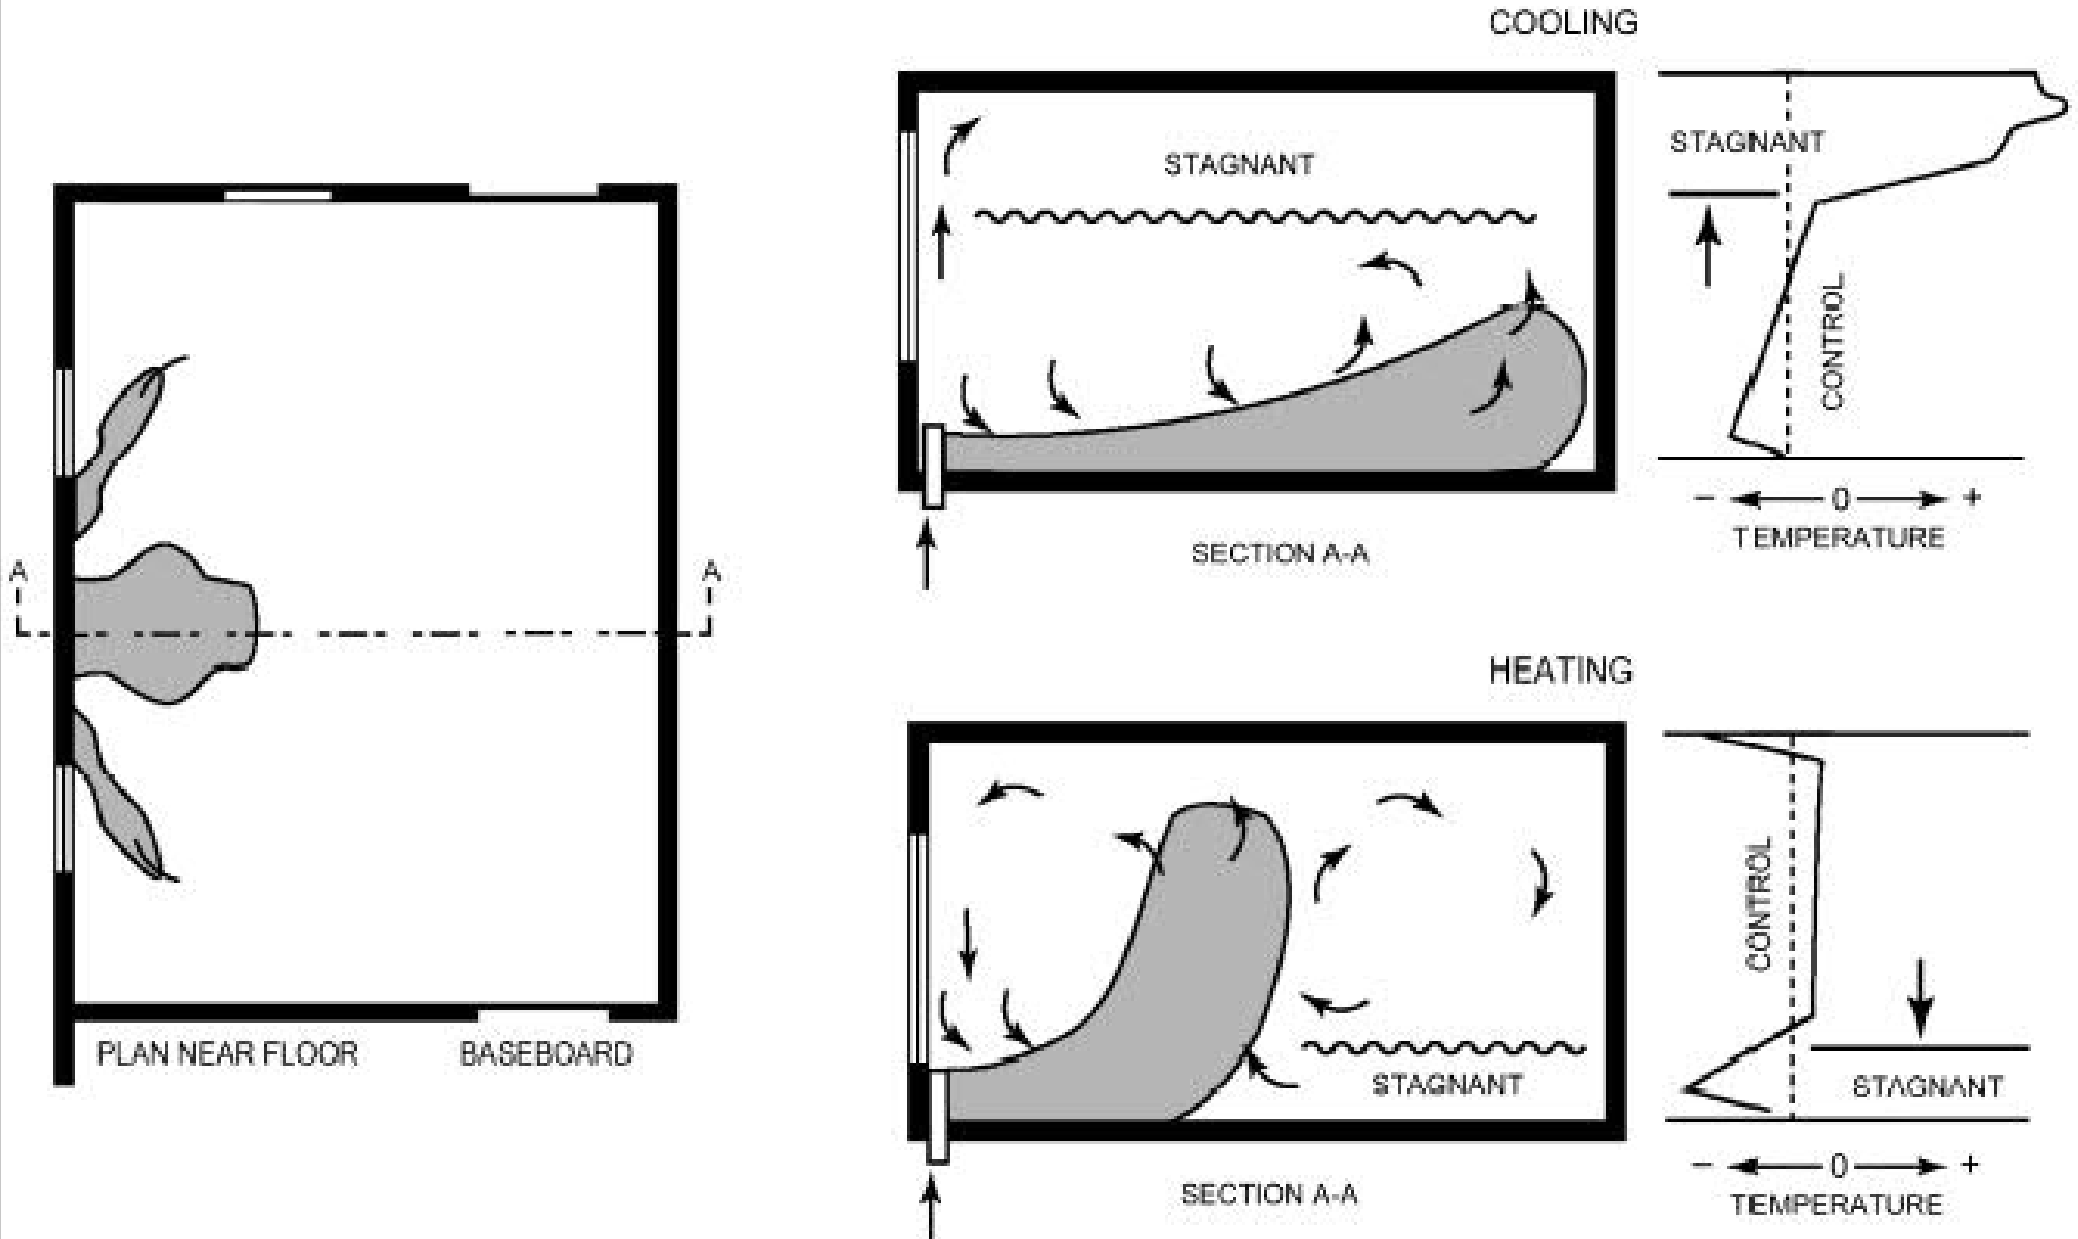 COOLING
STAGNANT
STAGNANT
CONTROL
- 0 +
TEMPERATURE
SECTION A-A
A
A
PLAN NEAR FLOOR
BASEBOARD
HEATING
CONTROL
STAGNANT
STAGNANT
- 0 +
TEMPERATURE
SECTION A-A